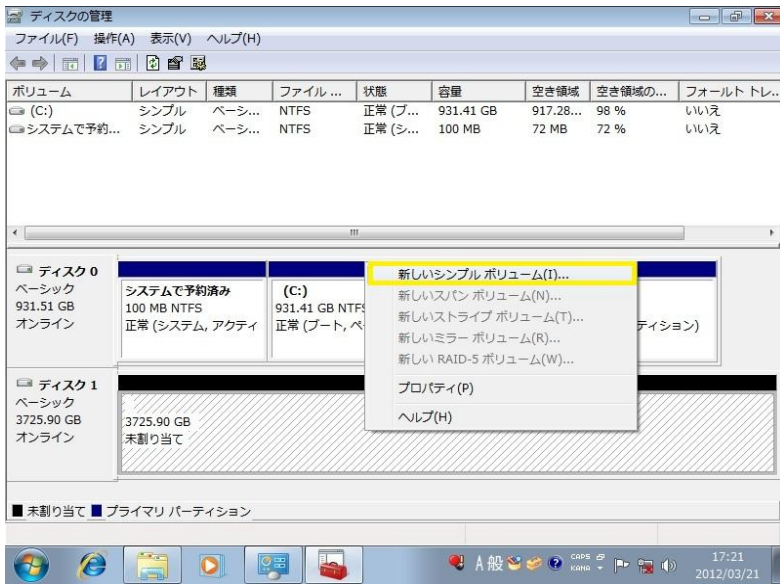 ディスクの管理
ファイル(F) 操作(A) 表示(V) ヘルプ(H)
ボリューム レイアウト 種類 ファイル ... 状態 容量 空き領域 空き領域の... フォールト トレ...
(C:) シンプル ベーシ... NTFS 正常 (ブ... 931.41 GB 917.28... 98 % いいえ
システムで予約... シンプル ベーシ... NTFS 正常 (シ... 100 MB 72 MB 72 % いいえ
ディスク 0
ベーシック
931.51 GB
オンライン
システムで予約済み
100 MB NTFS
正常 (システム, アクティ
(C:)
931.41 GB NTFS
正常 (ブート, ペ
ティション)
新しいシンプル ボリューム(I)...
新しいスパン ボリューム(N)...
新しいストライプ ボリューム(T)...
新しいミラー ボリューム(R)...
新しい RAID-5 ボリューム(W)...
プロパティ(P)
ヘルプ(H)
ディスク 1
ベーシック
3725.90 GB
オンライン
3725.90 GB
未割り当て
未割り当て プライマリ パーティション
A 般 CAPS KANA
17:21
2012/03/21